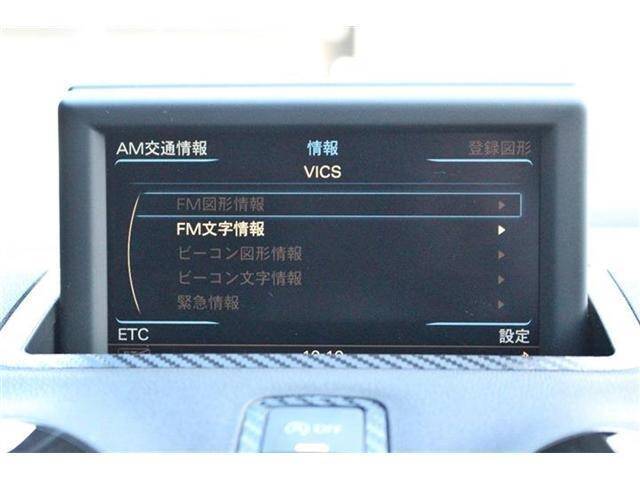 AM交通情報 情報 登録図形
VICS
FM図形情報
FM文字情報
ビーコン図形情報
ビーコン文字情報
緊急情報
ETC 設定
OFF